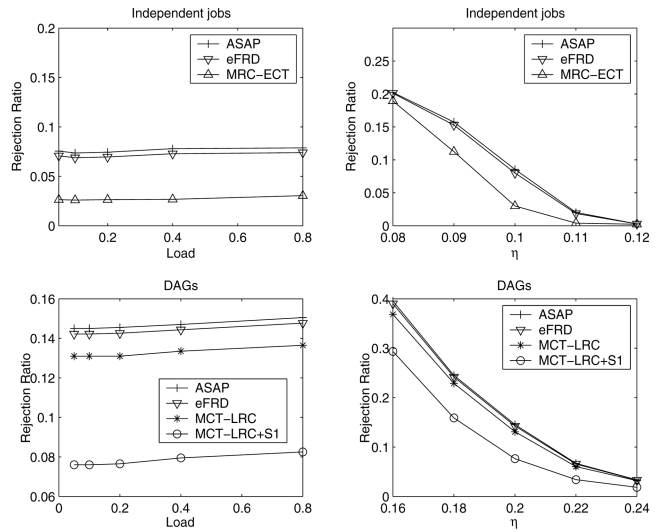 Independent jobs
0.2
0.15
0.1
0.05
0
Rejection Ratio
0.2
0.4
0.6
0.8
Load
ASAP
eFRD
MRC−ECT
Independent jobs
0.25
0.2
0.15
0.1
0.05
0
Rejection Ratio
0.08
0.09
0.1
0.11
0.12
η
ASAP
eFRD
MRC−ECT
DAGs
0.16
0.14
0.12
0.1
0.08
0.06
Rejection Ratio
0
0.2
0.4
0.6
0.8
Load
ASAP
eFRD
MCT−LRC
MCT−LRC+S1
DAGs
0.4
0.3
0.2
0.1
0
Rejection Ratio
0.16
0.18
0.2
0.22
0.24
η
ASAP
eFRD
MCT−LRC
MCT−LRC+S1